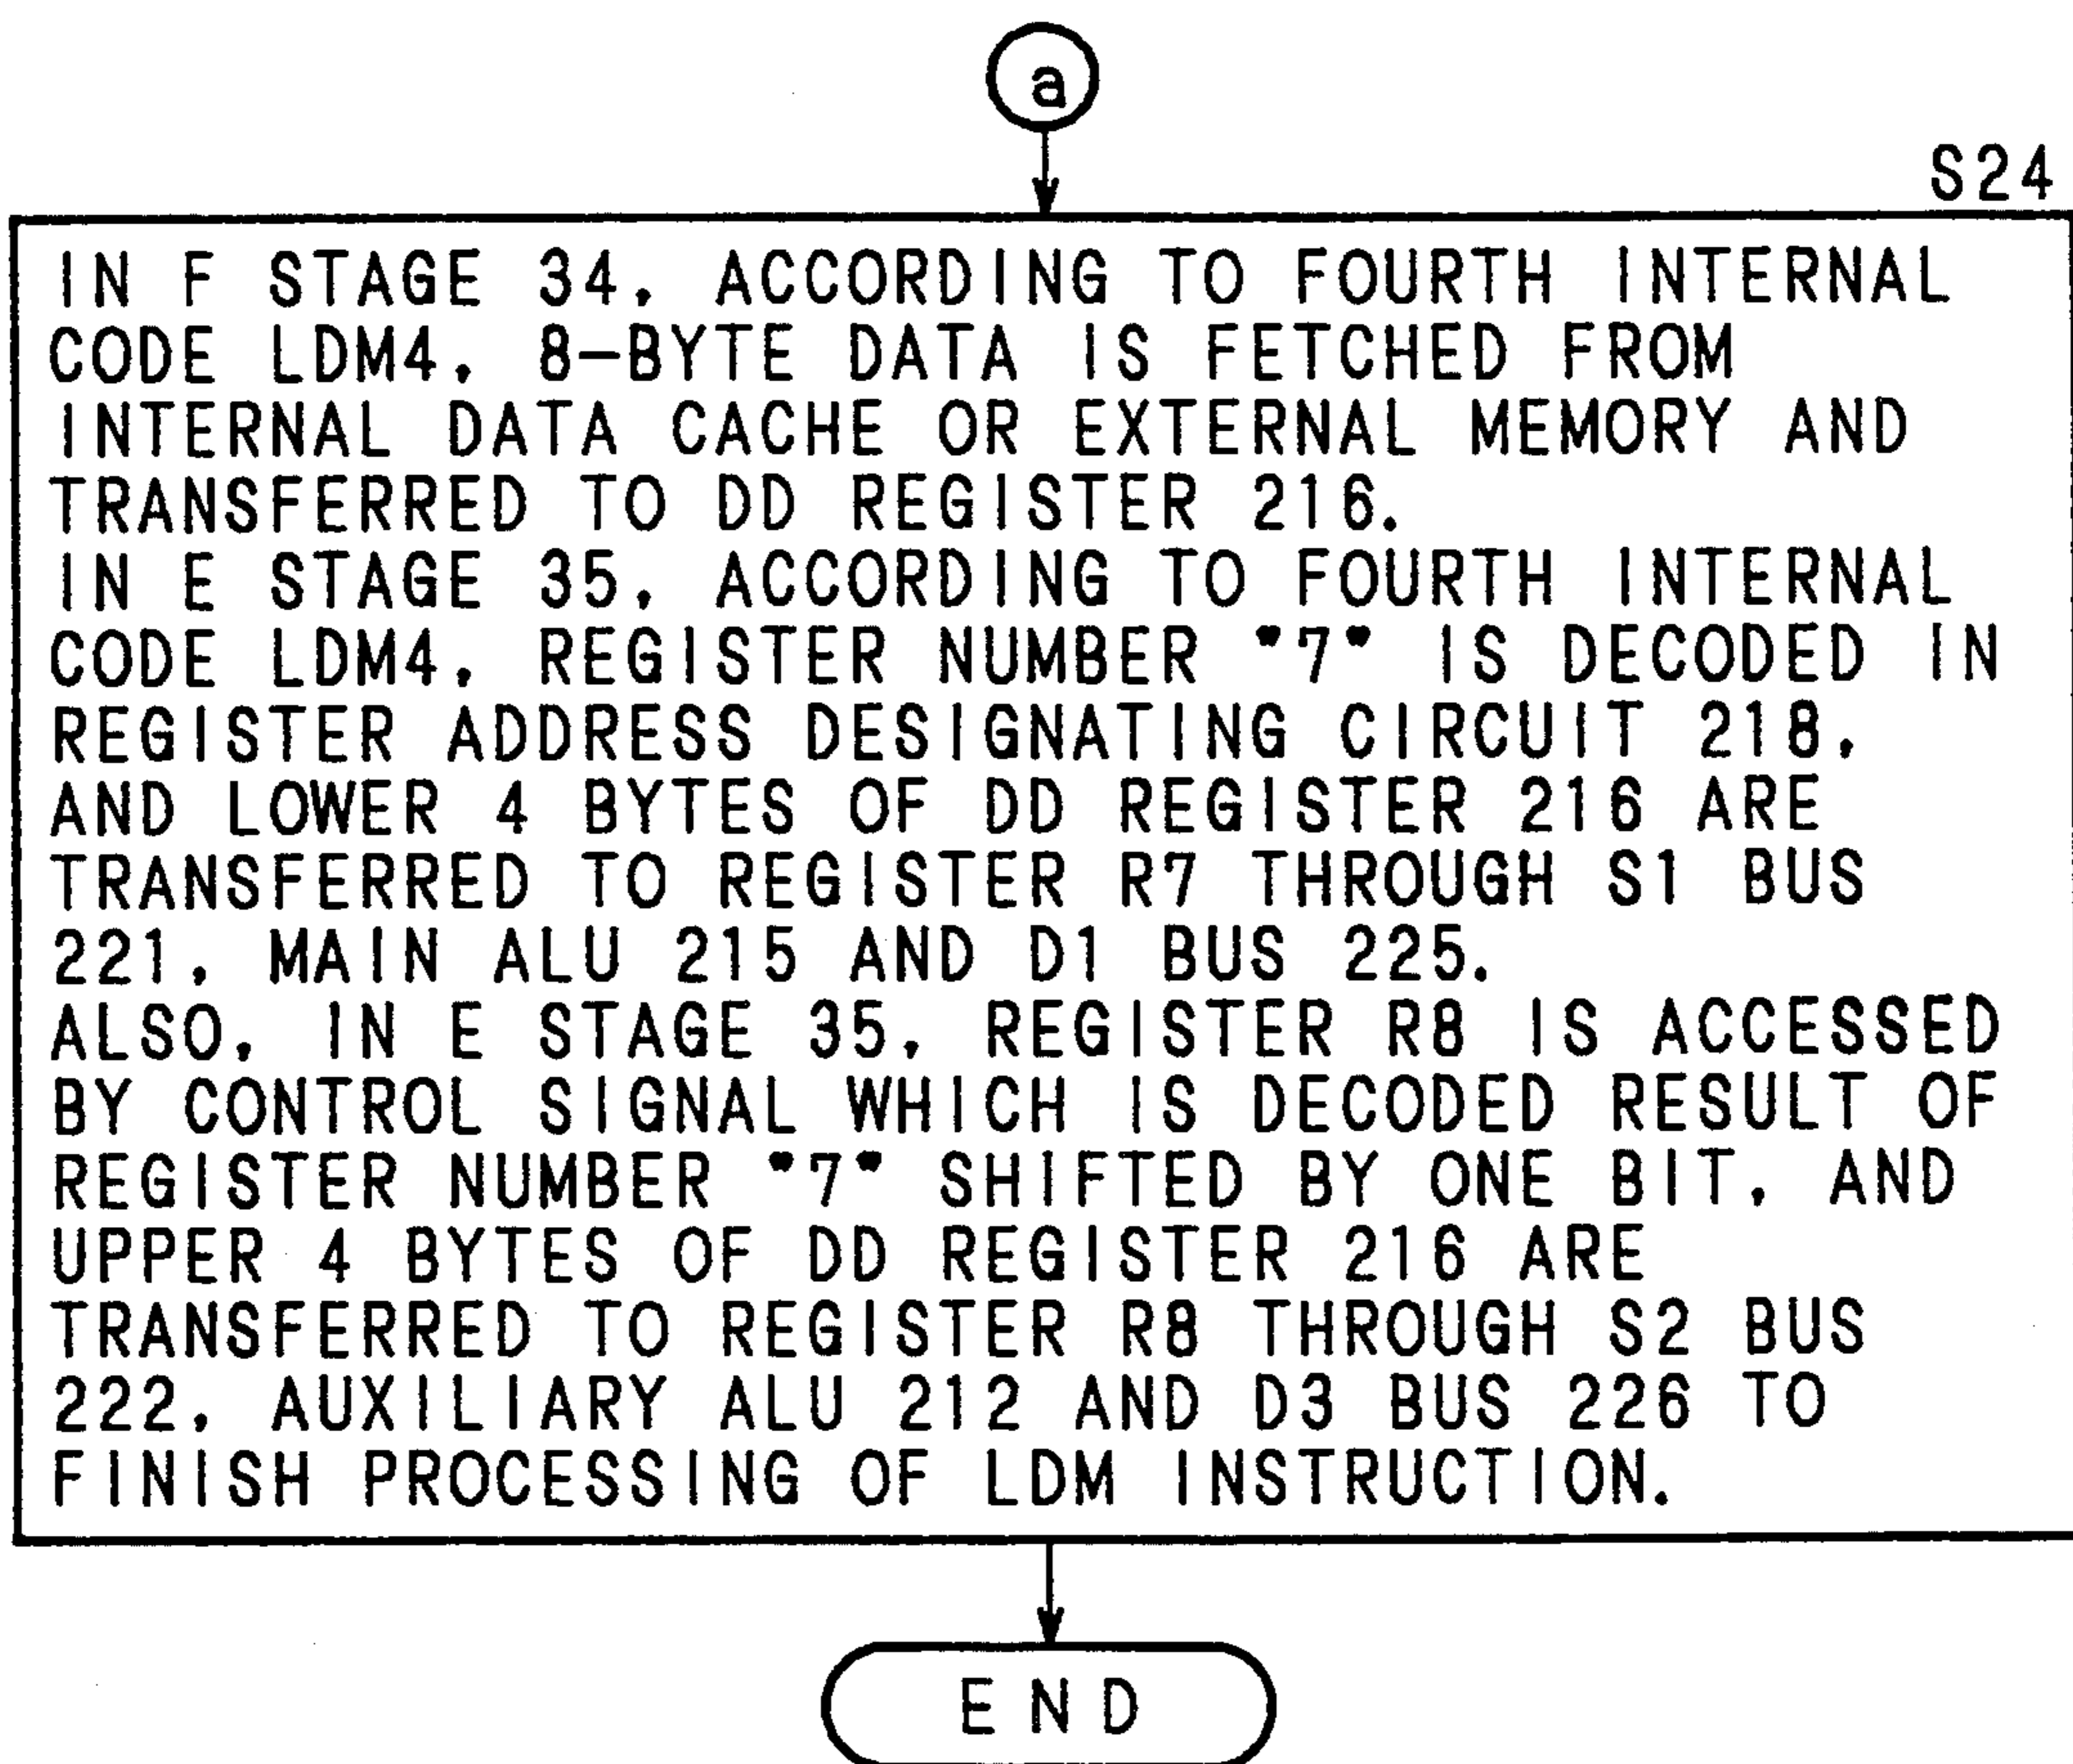 a
S24
IN F STAGE 34, ACCORDING TO FOURTH INTERNAL
CODE LDM4, 8-BYTE DATA IS FETCHED FROM
INTERNAL DATA CACHE OR EXTERNAL MEMORY AND
TRANSFERRED TO DD REGISTER 216.
IN E STAGE 35, ACCORDING TO FOURTH INTERNAL
CODE LDM4, REGISTER NUMBER "7" IS DECODED IN
REGISTER ADDRESS DESIGNATING CIRCUIT 218,
AND LOWER 4 BYTES OF DD REGISTER 216 ARE
TRANSFERRED TO REGISTER R7 THROUGH S1 BUS
221, MAIN ALU 215 AND D1 BUS 225.
ALSO, IN E STAGE 35, REGISTER R8 IS ACCESSED
BY CONTROL SIGNAL WHICH IS DECODED RESULT OF
REGISTER NUMBER "7" SHIFTED BY ONE BIT, AND
UPPER 4 BYTES OF DD REGISTER 216 ARE
TRANSFERRED TO REGISTER R8 THROUGH S2 BUS
222, AUXILIARY ALU 212 AND D3 BUS 226 TO
FINISH PROCESSING OF LDM INSTRUCTION.
END